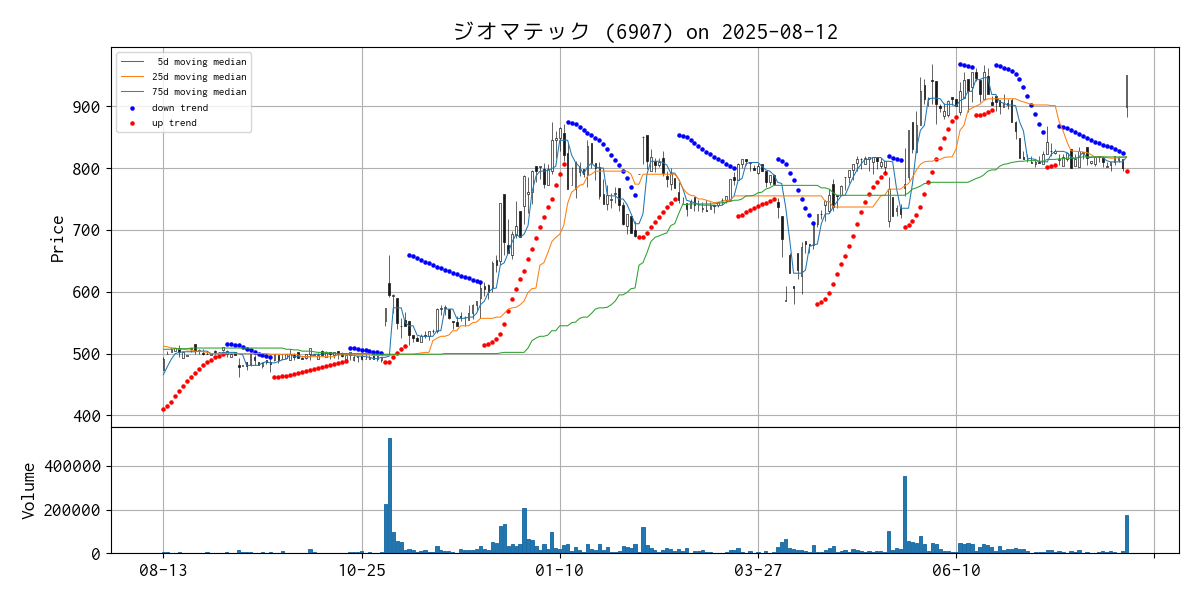 ジオマテック (6907) on 2025-08-12
5d moving median
25d moving median
75d moving median
down trend
up trend
Price
900
800
700
600
500
400
Volume
400000
200000
0
08-13
10-25
01-10
03-27
06-10